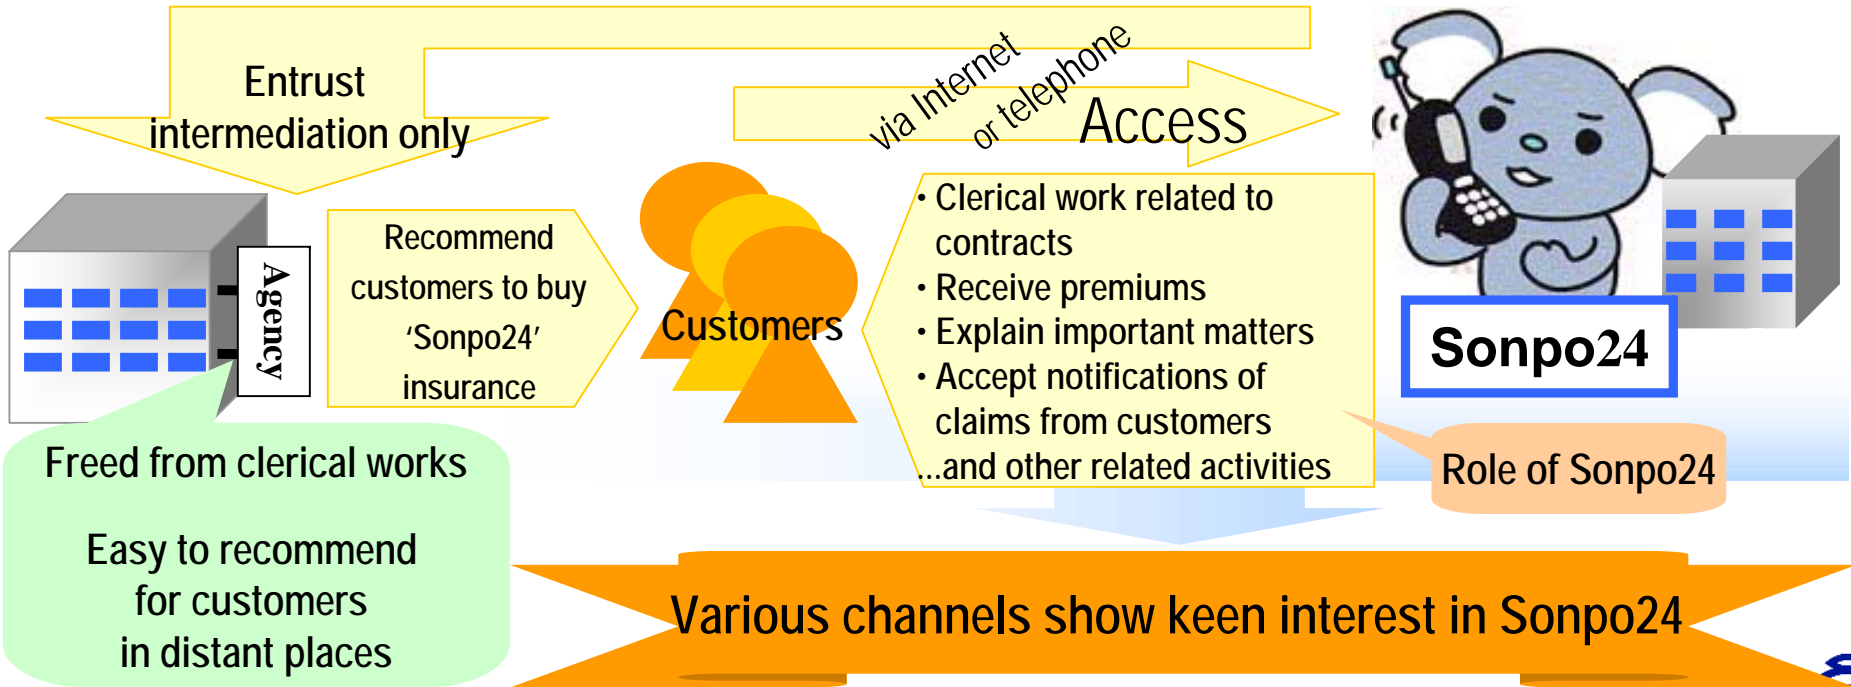 Entrust
intermediation only
via Internet
or telephone
Access
Agency
Recommend
customers to buy
‘Sonpo24’
insurance
Customers
・Clerical work related to
contracts
・Receive premiums
・Explain important matters
・Accept notifications of
claims from customers
...and other related activities
Sonpo24
Role of Sonpo24
Freed from clerical works
Easy to recommend
for customers
in distant places
Various channels show keen interest in Sonpo24